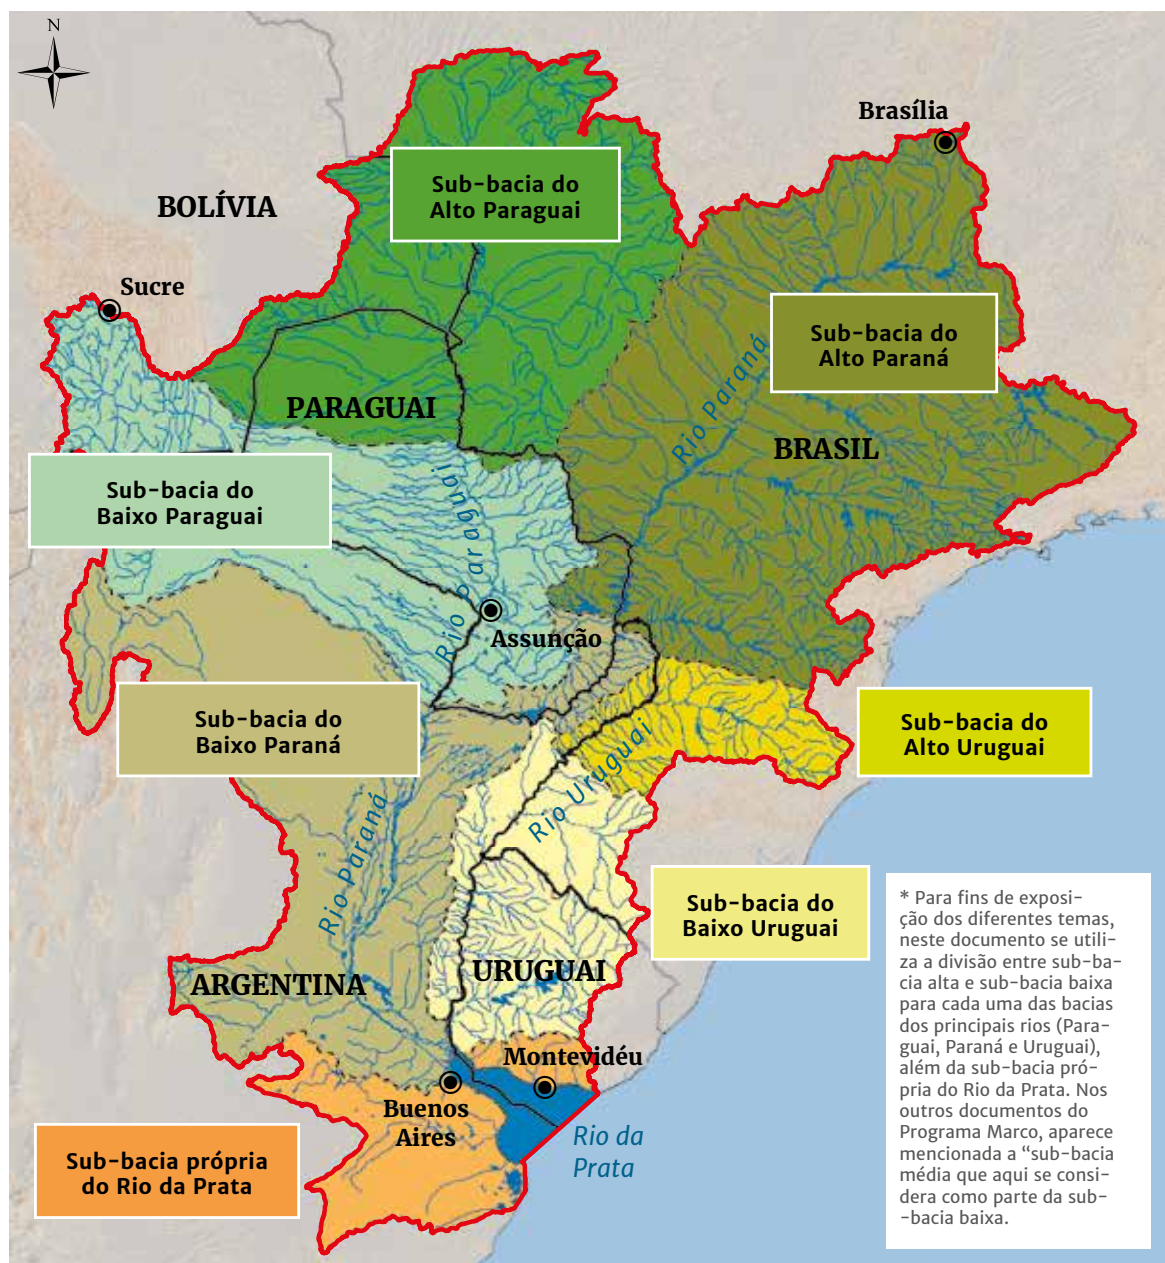 N
Brasília
Sub-bacia do
Alto Paraguai
BOLÍVIA
Sucre
Sub-bacia do
Alto Paraná
Rio Paraná
PARAGUAI
BRASIL
Sub-bacia do
Baixo Paraguai
Rio Paraguai
Assunção
Sub-bacia do
Baixo Paraná
Sub-bacia do
Alto Uruguai
Rio Uruguai
Rio Paraná
Sub-bacia do
Baixo Uruguai
ARGENTINA
URUGUAI
Montevidéu
Buenos
Aires
Rio da
Prata
Sub-bacia própria
do Rio da Prata
* Para fins de exposi-
ção dos diferentes temas,
neste documento se utili-
za a divisão entre sub-ba-
cia alta e sub-bacia baixa
para cada uma das bacias
dos principais rios (Para-
guai, Paraná e Uruguai),
além da sub-bacia pró-
pria do Rio da Prata. Nos
outros documentos do
Programa Marco, aparece
mencionada a “sub-bacia
média que aqui se consi-
dera como parte da sub-
-bacia baixa.